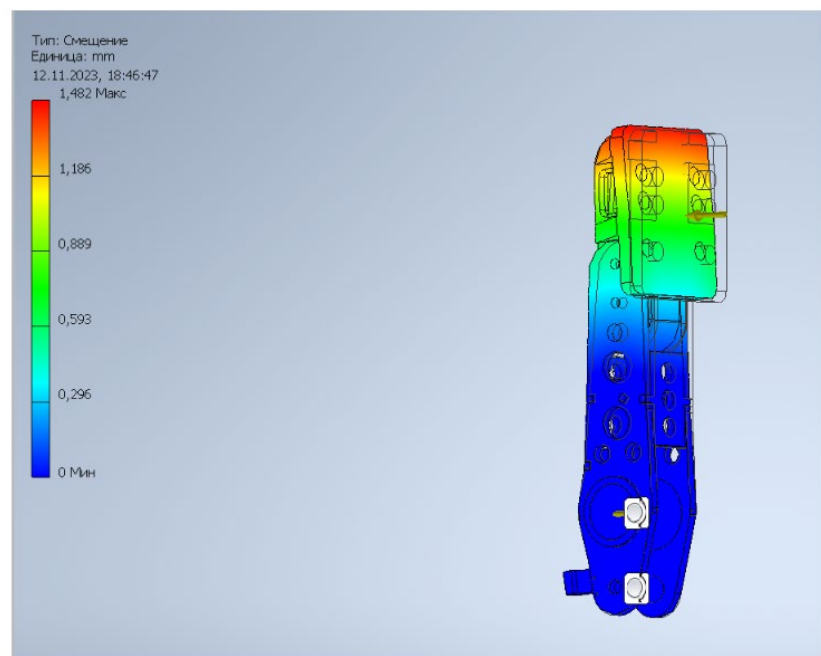 Тип: Смещение
Единица: mm
12.11.2023, 18:46:47
1,482 Макс
1,186
0,889
0,593
0,296
0 Мин